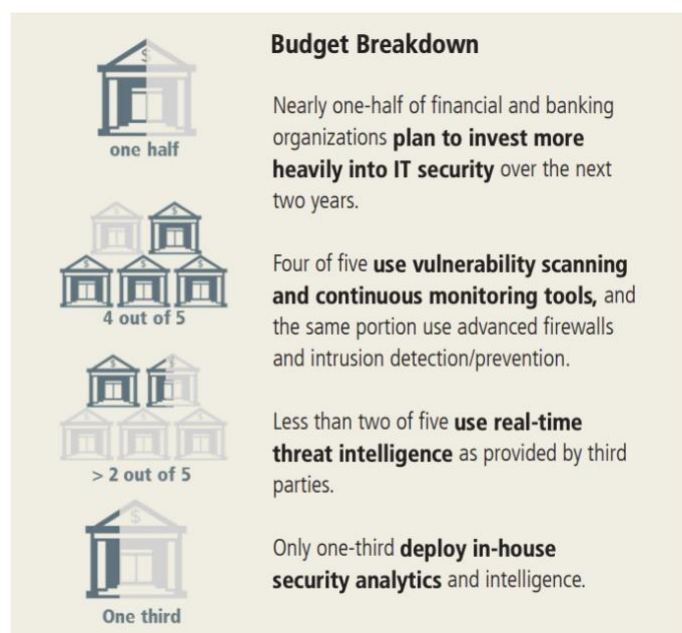 Budget Breakdown
Nearly one-half of financial and banking
organizations plan to invest more
heavily into IT security over the next
two years.
one half
Four of five use vulnerability scanning
and continuous monitoring tools, and
the same portion use advanced firewalls
and intrusion detection/prevention.
4 out of 5
Less than two of five use real-time
threat intelligence as provided by third
parties.
> 2 out of 5
Only one-third deploy in-house
security analytics and intelligence.
One third